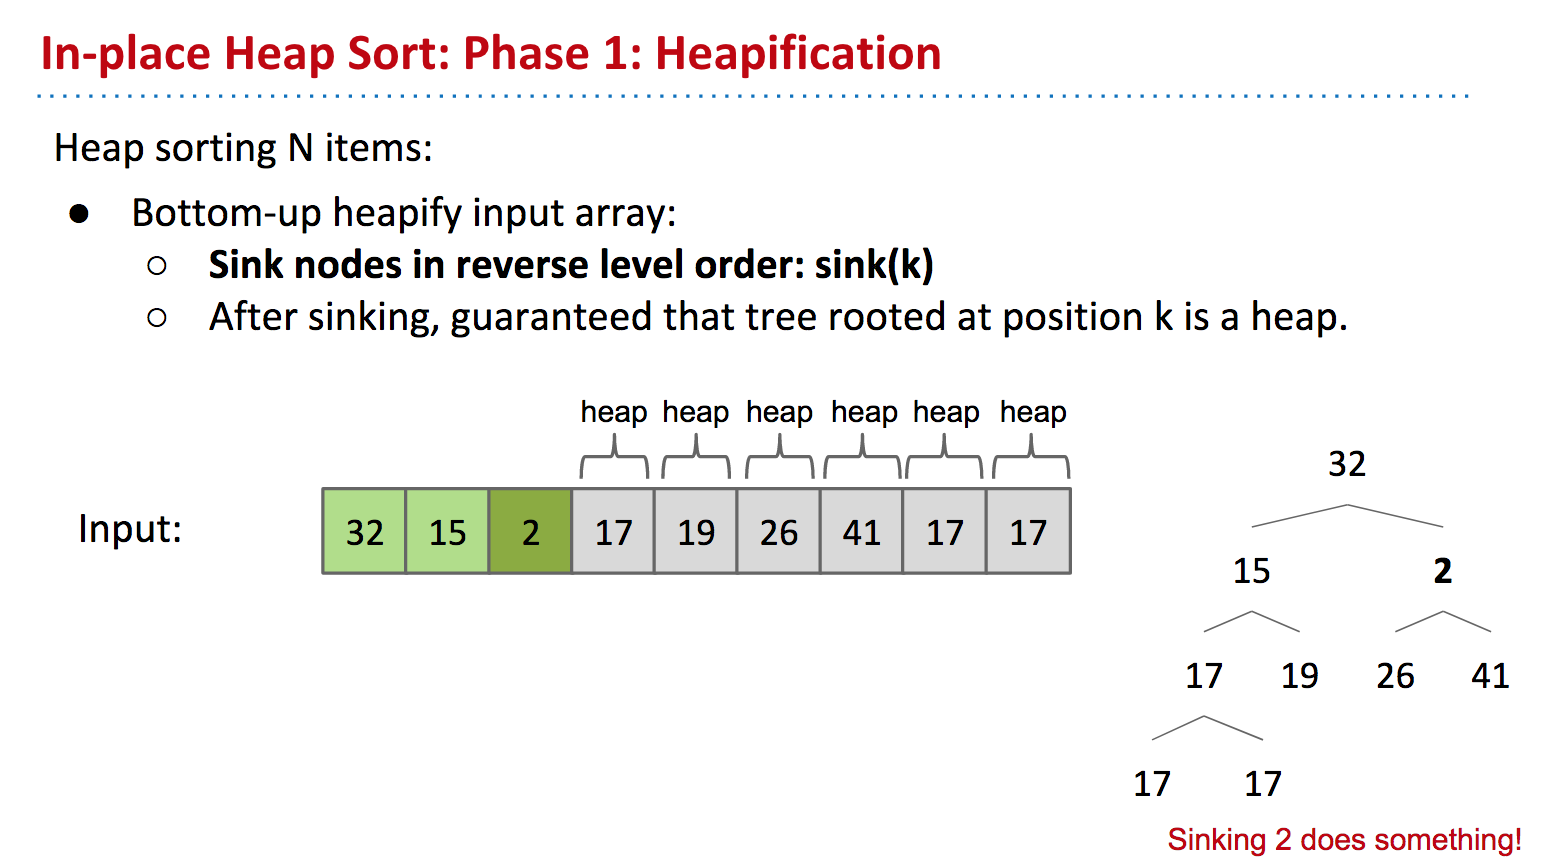 In-place Heap Sort: Phase 1: Heapification
Heap sorting N items:
● Bottom-up heapify input array:
○ Sink nodes in reverse level order: sink(k)
○ After sinking, guaranteed that tree rooted at position k is a heap.
heap heap heap heap heap heap
Input: 32 15 2 17 19 26 41 17 17
32
15 2
17 19 26 41
17 17
Sinking 2 does something!